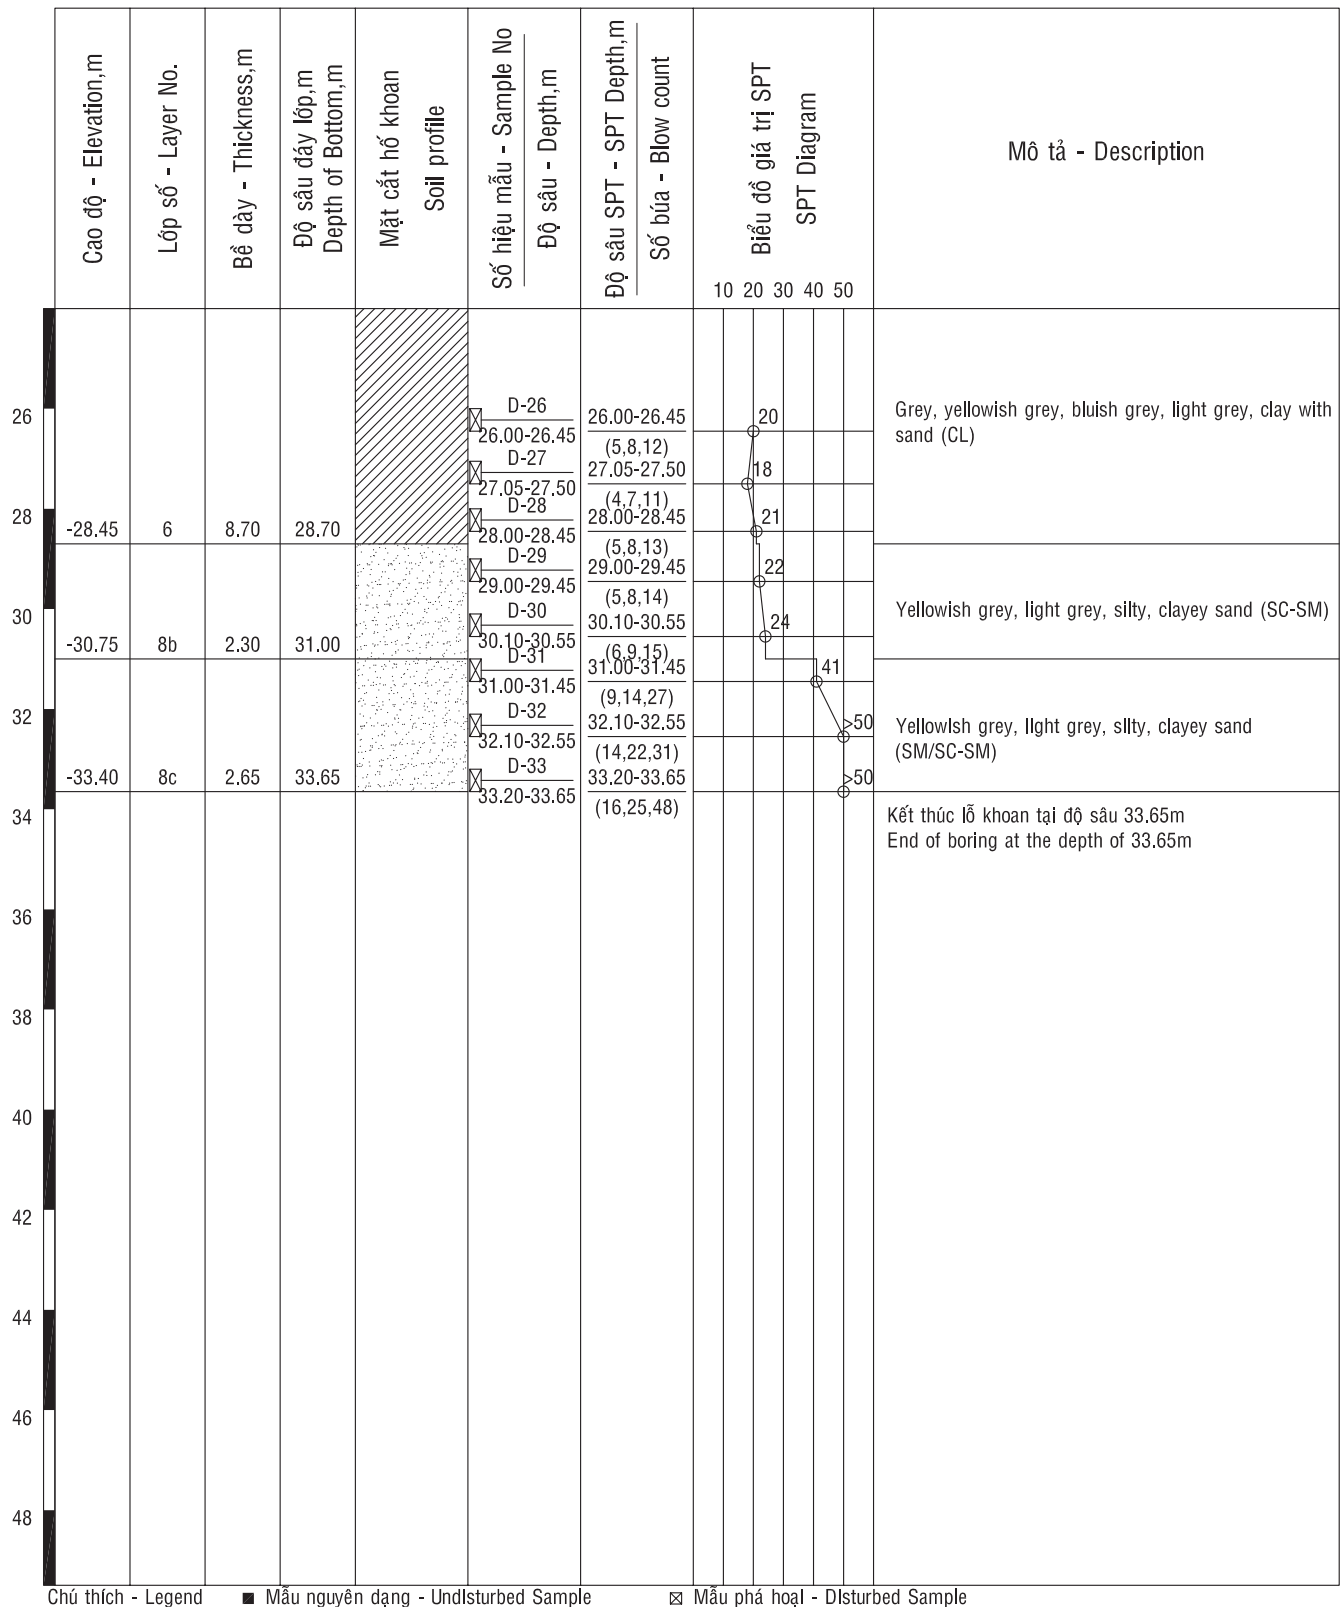 Cao độ - Elevation,m
Lớp số - Layer No.
Bề dày - Thickness,m
Độ sâu đáy lớp,m
Depth of Bottom,m
Mặt cắt hố khoan
Soil profile
Số hiệu mẫu - Sample No
Độ sâu - Depth,m
Độ sâu SPT - SPT Depth,m
Số búa - Blow count
Biểu đồ giá trị SPT
SPT Diagram
10 20 30 40 50
Mô tả - Description
26
D-26
26.00-26.45
26.00-26.45
(5,8,12)
20
Grey, yellowish grey, bluish grey, light grey, clay with
sand (CL)
D-27
27.05-27.50
27.05-27.50
(4,7,11)
18
28
D-28
28.00-28.45
28.00-28.45
(5,8,13)
21
-28.45 6 8.70 28.70
D-29
29.00-29.45
29.00-29.45
(5,8,14)
22
30
D-30
30.10-30.55
30.10-30.55
(6,9,15)
24
Yellowish grey, light grey, silty, clayey sand (SC-SM)
-30.75 8b 2.30 31.00
D-31
31.00-31.45
31.00-31.45
(9,14,27)
41
32
D-32
32.10-32.55
32.10-32.55
(14,22,31)
>50
Yellowish grey, light grey, silty, clayey sand
(SM/SC-SM)
-33.40 8c 2.65 33.65
D-33
33.20-33.65
33.20-33.65
(16,25,48)
>50
34
Kết thúc lỗ khoan tại độ sâu 33.65m
End of boring at the depth of 33.65m
36
38
40
42
44
46
48
Chú thích - Legend Mẫu nguyên dạng - Undisturbed Sample Mẫu phá hoại - Disturbed Sample